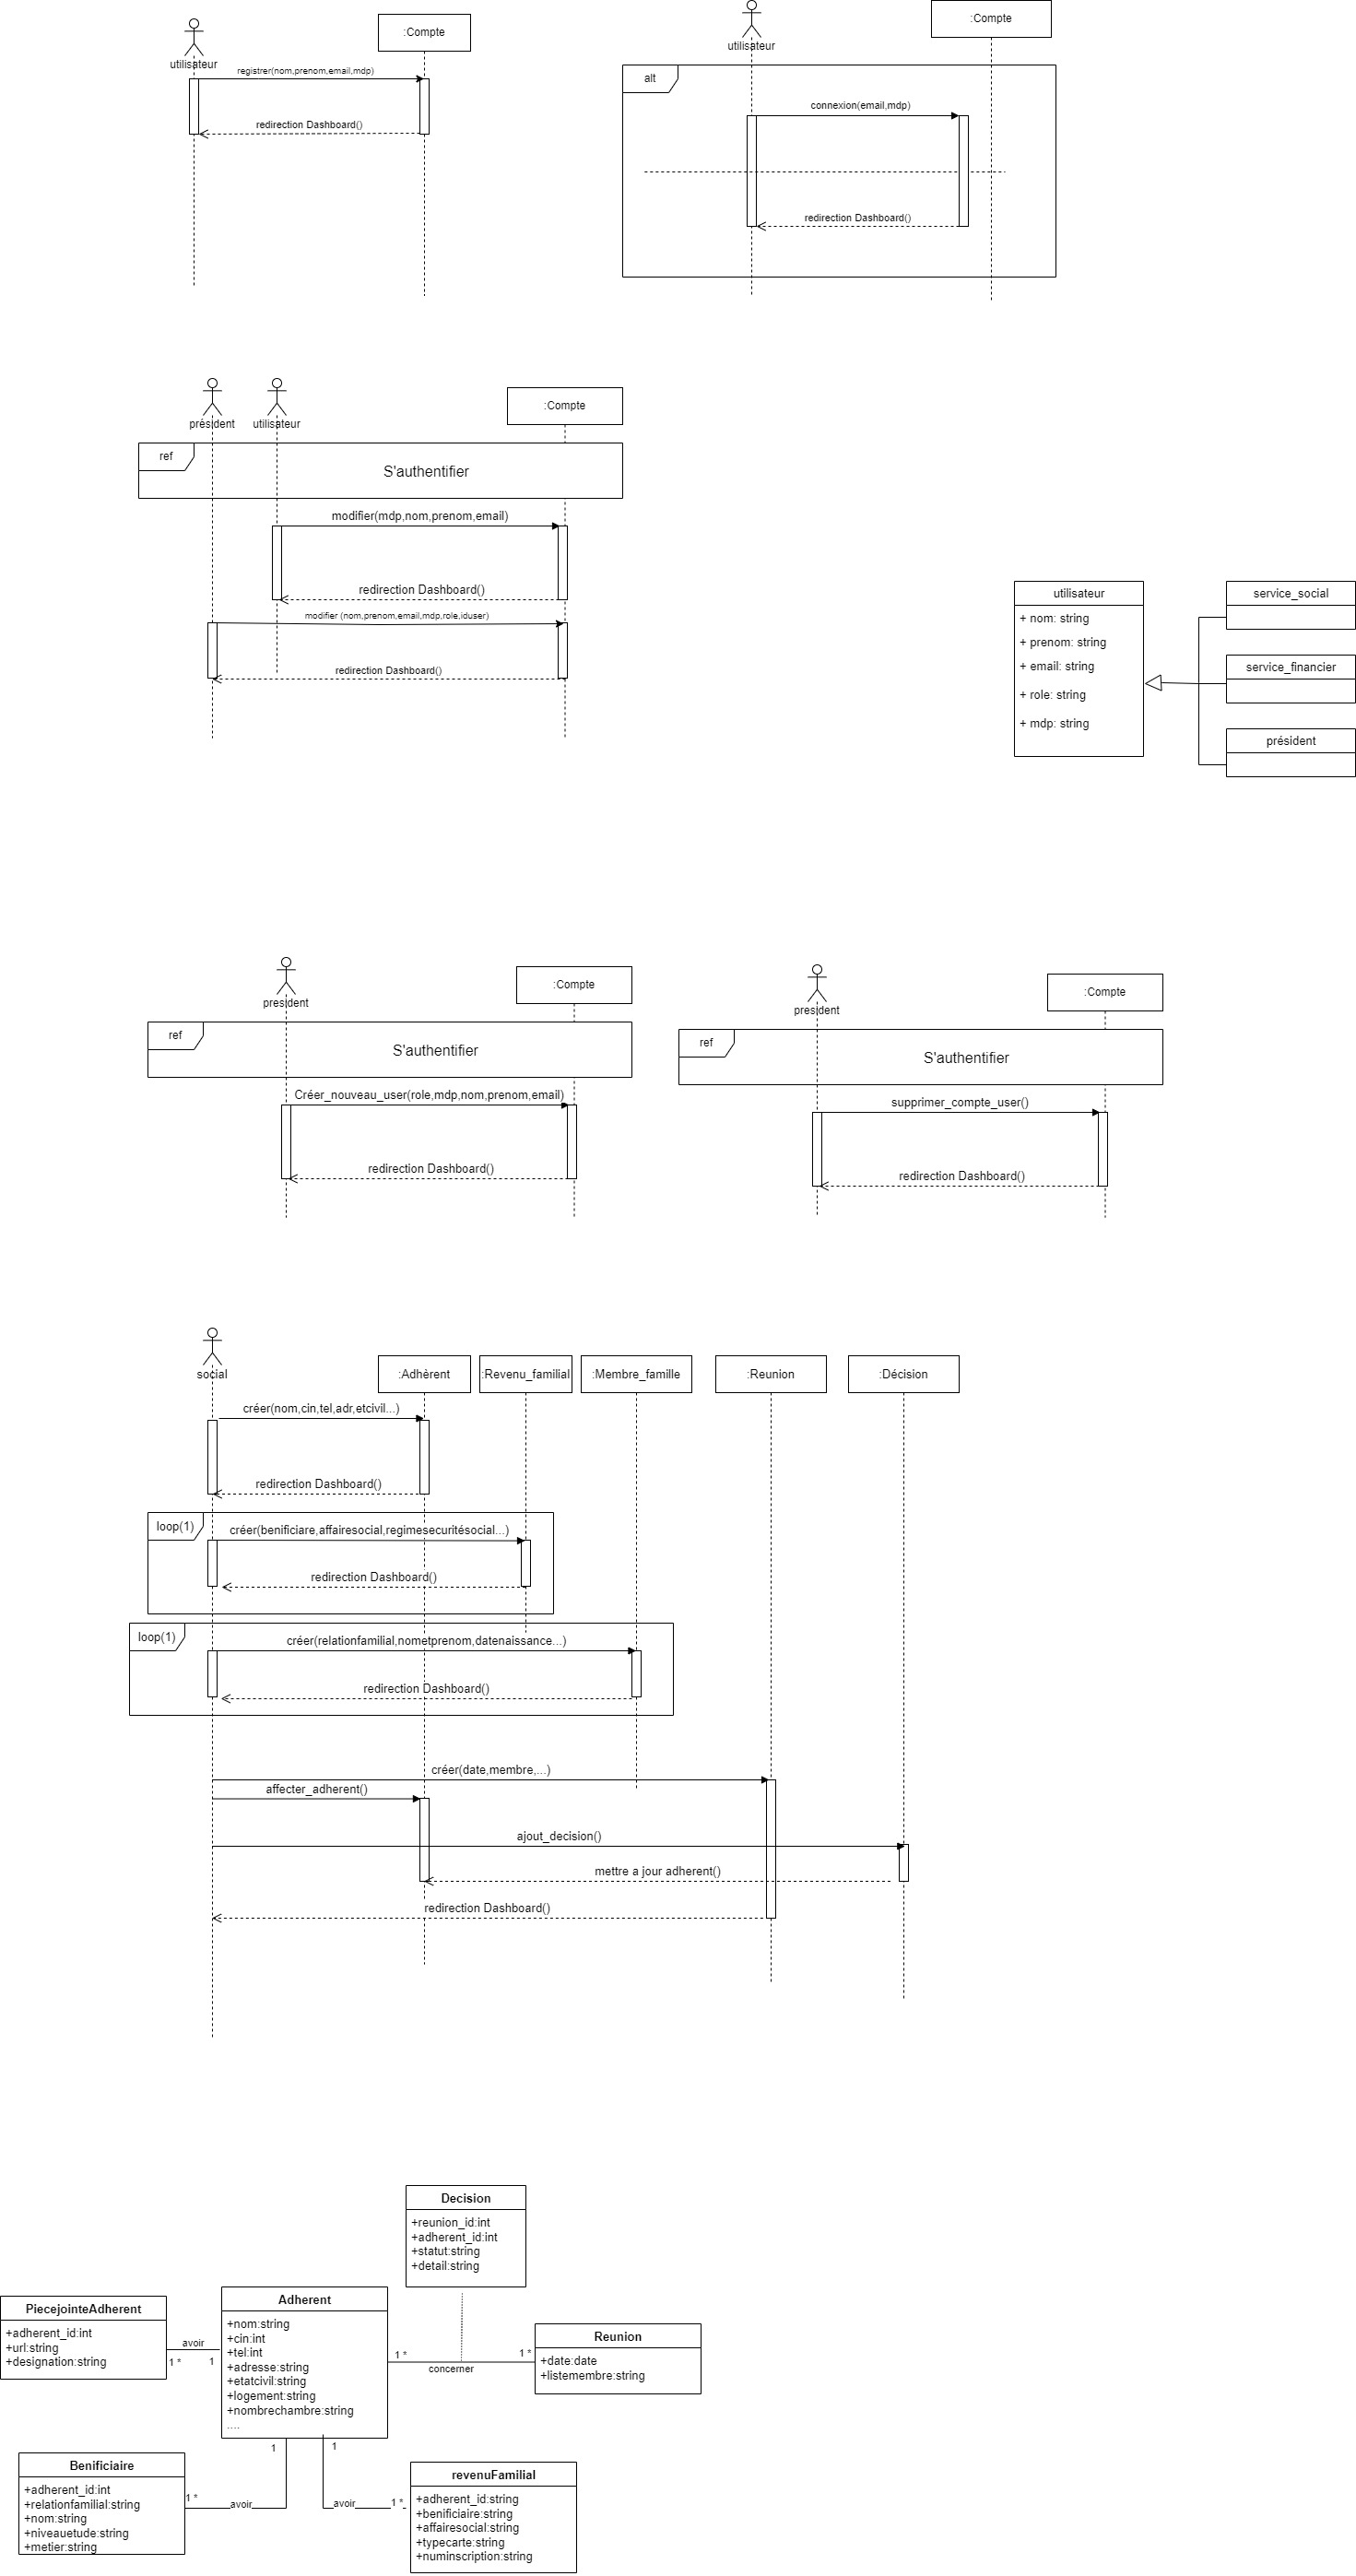 utilisateur
:Compte
registrer(nom,prenom,email,mdp)
redirection Dashboard()
utilisateur
:Compte
alt
connexion(email,mdp)
redirection Dashboard()
président
utilisateur
:Compte
ref
S'authentifier
modifier(mdp,nom,prenom,email)
redirection Dashboard()
modifier (nom,prenom,email,mdp,role,iduser)
redirection Dashboard()
utilisateur
+ nom: string
+ prenom: string
+ email: string
+ role: string
+ mdp: string
service_social
service_financier
président
president
:Compte
ref
S'authentifier
Créer_nouveau_user(role,mdp,nom,prenom,email)
redirection Dashboard()
president
:Compte
ref
S'authentifier
supprimer_compte_user()
redirection Dashboard()
social
:Adhèrent
:Revenu_familial
:Membre_famille
:Reunion
:Décision
créer(nom,cin,tel,adr,etcivil...)
redirection Dashboard()
loop(1)
créer(benificiare,affairesocial,regimesecuritésocial...)
redirection Dashboard()
loop(1)
créer(relationfamilial,nometprenom,datenaissance...)
redirection Dashboard()
créer(date,membre,...)
affecter_adherent()
ajout_decision()
mettre a jour adherent()
redirection Dashboard()
Decision
+reunion_id:int
+adherent_id:int
+statut:string
+detail:string
PiecejointeAdherent
+adherent_id:int
+url:string
+designation:string
avoir
1 *
1
Adherent
+nom:string
+cin:int
+tel:int
+adresse:string
+etatcivil:string
+logement:string
+nombrechambre:string
....
1 *
concerner
1 *
Reunion
+date:date
+listemembre:string
1
1
Benificiaire
+adherent_id:int
+relationfamilial:string
+nom:string
+niveauetude:string
+metier:string
1 *
avoir
avoir
1 *
revenuFamilial
+adherent_id:string
+benificiaire:string
+affairesocial:string
+typecarte:string
+numinscription:string